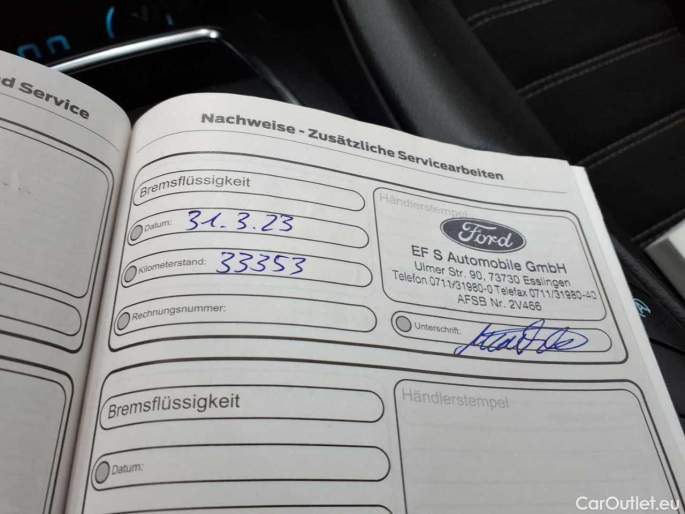 nd Service
Nachweise - Zusätzliche Servicearbeiten
Bremsflüssigkeit
Datum: 31.3.23
Kilometerstand: 33353
Rechnungsnummer:
Händlerstempel
Ford
EF S Automobile GmbH
Ulmer Str. 90, 73730 Esslingen
Telefon 0711/31980-0 Telefax 0711/31980-40
AFSB Nr. 2V466
Unterschrift:
Bremsflüssigkeit
Datum:
Händlerstempel
CarOutlet.eu